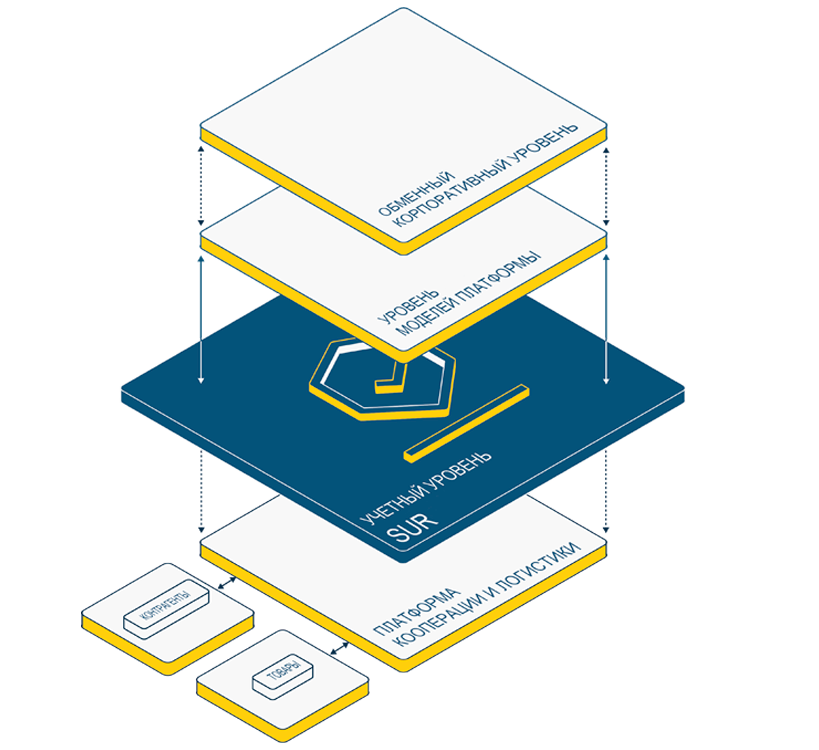 ОБМЕННЫЙ
КОРПОРАТИВНЫЙ УРОВЕНЬ
УРОВЕНЬ
МОДЕЛЕЙ ПЛАТФОРМЫ
УЧЕТНЫЙ УРОВЕНЬ
SUR
ПЛАТФОРМА
КООПЕРАЦИИ И ЛОГИСТИКИ
КОНТРАГЕНТЫ
ТОВАРЫ